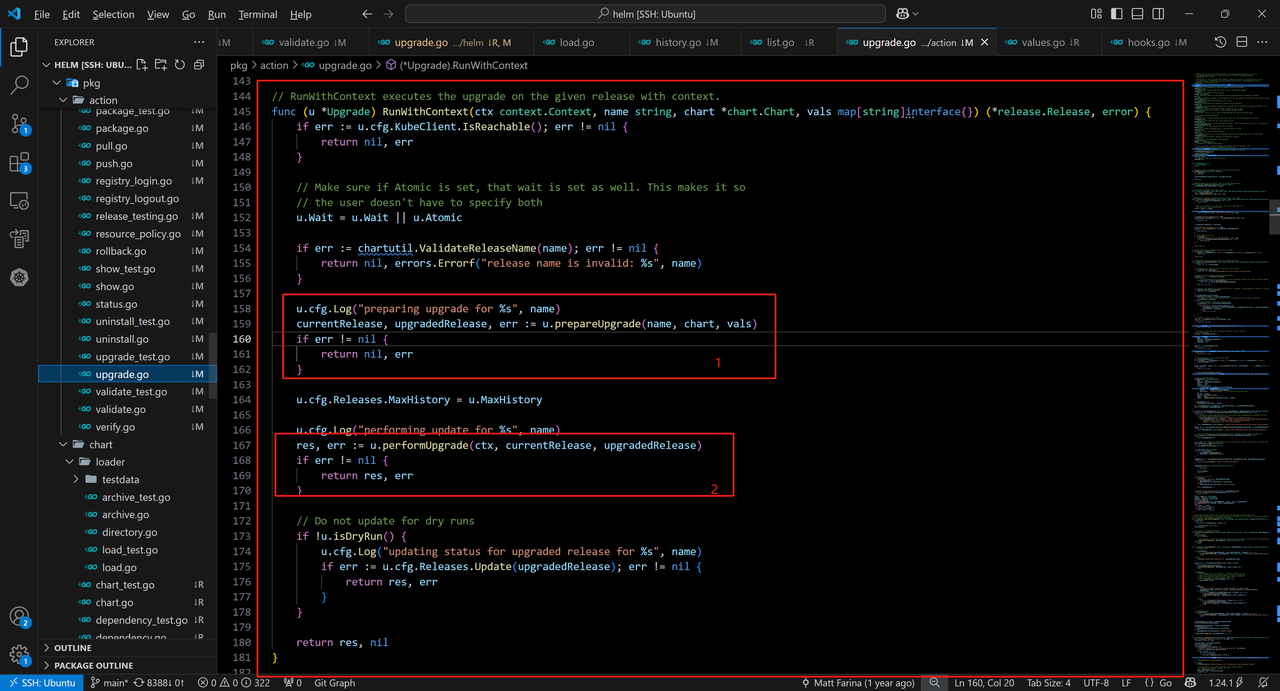 File Edit Selection View Go Run Terminal Help
helm [SSH: Ubuntu]
EXPLORER
M validate.go ↓M upgrade.go .../helm ↓R, M load.go history.go ↓M list.go ↓R upgrade.go .../action ↓M values.go ↓R hooks.go ↓M
HELM [SSH: UBU...
pkg > action > upgrade.go > (*Upgrade).RunWithContext
pkg
action
package_test.go ↓M
package.go ↓M
pull.go ↓M
push.go ↓M
registry_login.go ↓M
registry_logout.go
release_testing.go ↓M
resource_policy.go ↓M
rollback.go ↓M
show_test.go ↓M
show.go ↓M
status.go ↓M
uninstall_test.go ↓M
uninstall.go ↓M
upgrade_test.go ↓M
upgrade.go ↓M
validate_test.go ↓M
validate.go ↓M
verify.go ↓M
chart
loader
testdata
archive_test.go
archive.go
directory.go
load_test.go
load.go
chart_test.go ↓R
chart.go ↓R
dependency_test.go ↓R
dependency.go ↓R
OUTLINE
PACKAGE OUTLINE
143
144 // RunWithContext executes the upgrade on the given release with context.
145 func (u *Upgrade) RunWithContext(ctx context.Context, name string, chart *chart.Chart, vals map[string]interface{}) (*release.Release, error) {
146 if err := u.cfg.KubeClient.IsReachable(); err != nil {
147 return nil, err
148 }
149
150 // Make sure if Atomic is set, that wait is set as well. This makes it so
151 // the user doesn't have to specify both
152 u.Wait = u.Wait || u.Atomic
153
154 if err := chartutil.ValidateReleaseName(name); err != nil {
155 return nil, errors.Errorf("release name is invalid: %s", name)
156 }
157
158 u.cfg.Log("preparing upgrade for %s", name)
159 currentRelease, upgradedRelease, err := u.prepareUpgrade(name, chart, vals)
160 if err != nil {
161 return nil, err
1
162 }
163
164 u.cfg.Releases.MaxHistory = u.MaxHistory
165
166 u.cfg.Log("performing update for %s", name)
167 res, err := u.performUpgrade(ctx, currentRelease, upgradedRelease)
168 if err != nil {
169 return res, err
170 }
2
171
172 // Do not update for dry runs
173 if !u.isDryRun() {
174 u.cfg.Log("updating status for upgraded release for %s", name)
175 if err := u.cfg.Releases.Update(upgradedRelease); err != nil {
176 return res, err
177 }
178 }
179
180 return res, nil
181 }
1
3
2
1
SSH: Ubuntu main* 83↓88↑ 0 0 322 0 Git Graph Matt Farina (1 year ago) Ln 160, Col 20 Tab Size: 4 UTF-8 LF {} Go 1.24.1